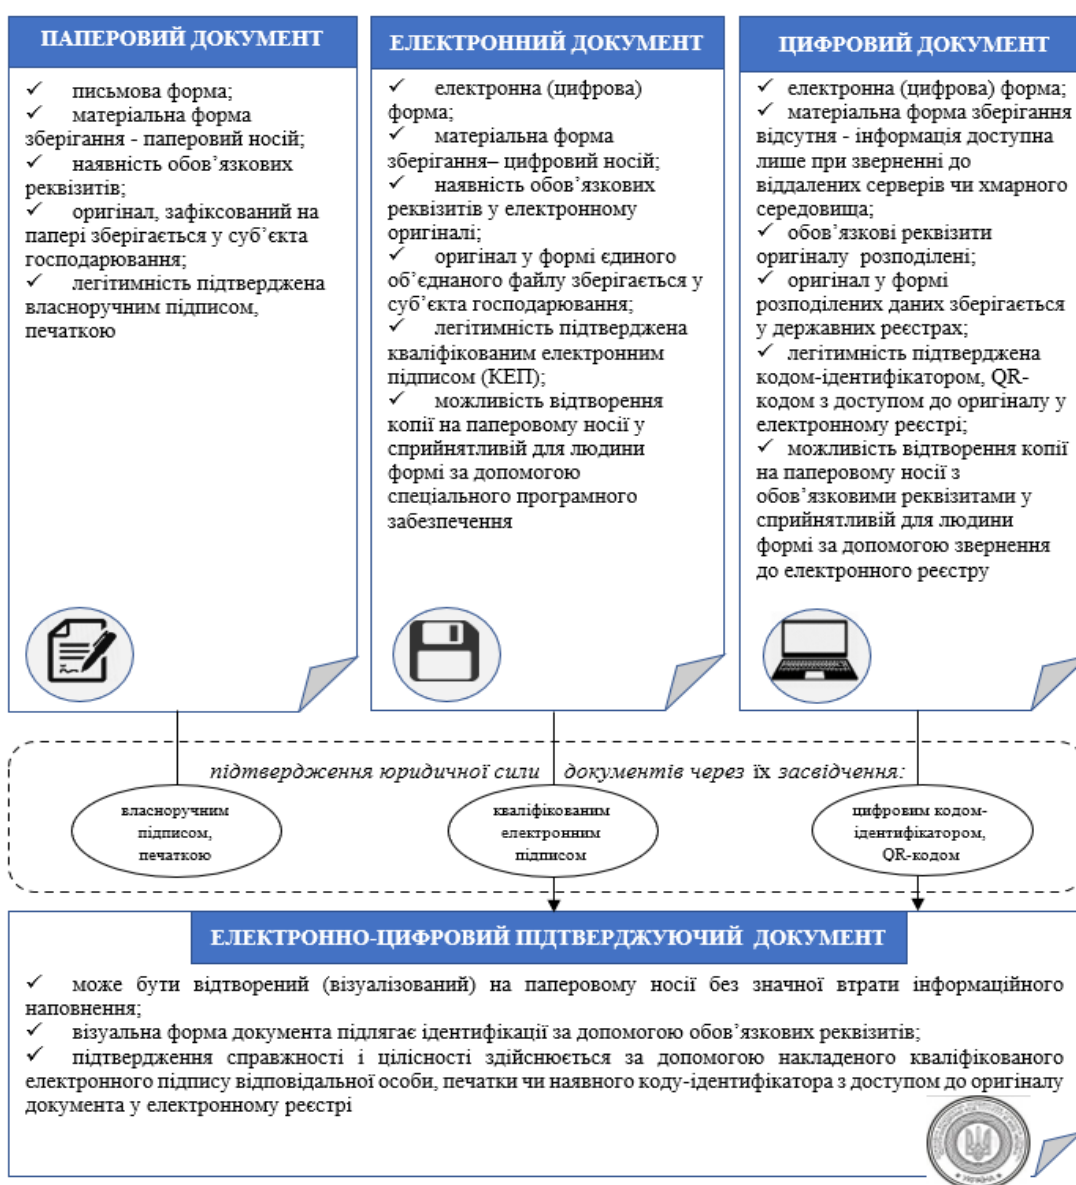 ПАПЕРОВИЙ ДОКУМЕНТ
✓ письмова форма;
✓ матеріальна форма
зберігання - паперовий носій;
✓ наявність обов’язкових
реквізитів;
✓ оригінал, зафіксований на
папері зберігається у суб’єкта
господарювання;
✓ легітимність підтверджена
власноручним підписом,
печаткою
ЕЛЕКТРОННИЙ ДОКУМЕНТ
✓ електронна (цифрова)
форма;
✓ матеріальна форма
зберігання– цифровий носій;
✓ наявність обов’язкових
реквізитів у електронному
оригіналі;
✓ оригінал у формі єдиного
об’єднаного файлу зберігається у
суб’єкта господарювання;
✓ легітимність підтверджена
кваліфікованим електронним
підписом (КЕП);
✓ можливість відтворення
копії на паперовому носії у
сприйнятливій для людини
формі за допомогою
спеціального програмного
забезпечення
ЦИФРОВИЙ ДОКУМЕНТ
✓ електронна (цифрова) форма;
✓ матеріальна форма зберігання
відсутня - інформація доступна
лише при зверненні до
віддалених серверів чи хмарного
середовища;
✓ обов’язкові реквізити
оригіналу розподілені;
✓ оригінал у формі
розподілених даних зберігається
у державних реєстрах;
✓ легітимність підтверджена
кодом-ідентифікатором, QR-
кодом з доступом до оригіналу у
електронному реєстрі;
✓ можливість відтворення копії
на паперовому носії з
обов’язковими реквізитами у
сприйнятливій для людини
формі за допомогою звернення
до електронного реєстру
підтвердження юридичної сили документів через їх засвідчення:
власноручним
підписом,
печаткою
кваліфікованим
електронним
підписом
цифровим кодом-
ідентифікатором,
QR-кодом
ЕЛЕКТРОННО-ЦИФРОВИЙ ПІДТВЕРДЖУЮЧИЙ ДОКУМЕНТ
✓ може бути відтворений (візуалізований) на паперовому носії без значної втрати інформаційного
наповнення;
✓ візуальна форма документа підлягає ідентифікації за допомогою обов’язкових реквізитів;
✓ підтвердження справжності і цілісності здійснюється за допомогою накладеного кваліфікованого
електронного підпису відповідальної особи, печатки чи наявного коду-ідентифікатора з доступом до оригіналу
документа у електронному реєстрі
УКРАЇНА